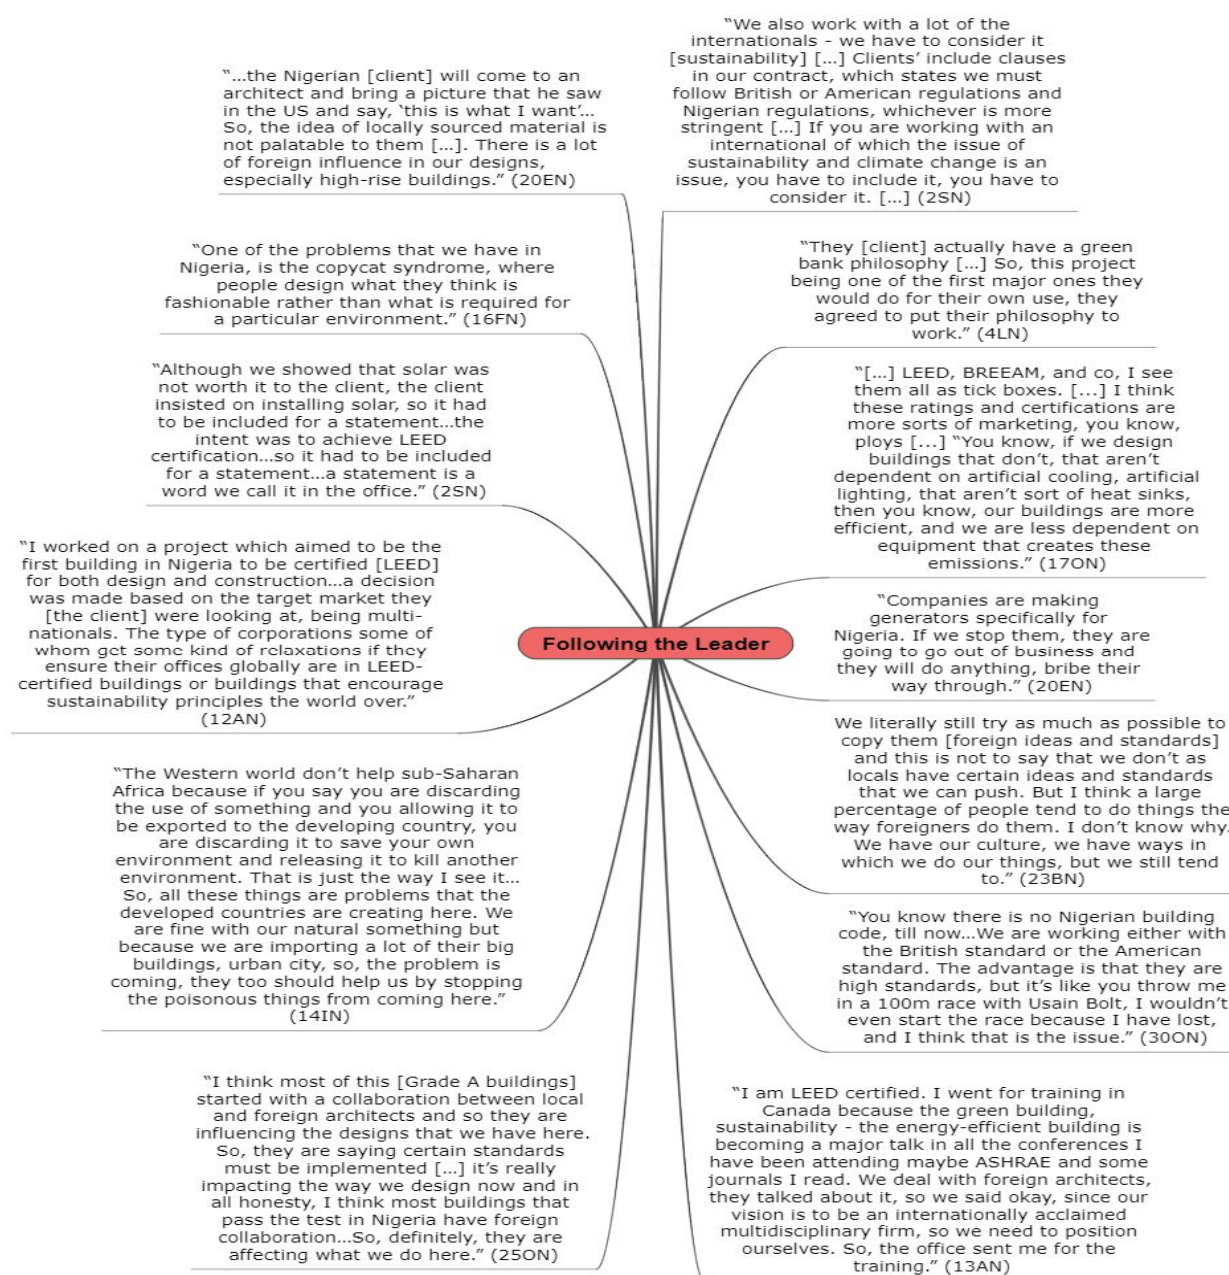 “...the Nigerian [client] will come to an
architect and bring a picture that he saw
in the US and say, ‘this is what I want’...
So, the idea of locally sourced material is
not palatable to them [...]. There is a lot
of foreign influence in our designs,
especially high-rise buildings.” (20EN)
“One of the problems that we have in
Nigeria, is the copycat syndrome, where
people design what they think is
fashionable rather than what is required for
a particular environment.” (16FN)
“Although we showed that solar was
not worth it to the client, the client
insisted on installing solar, so it had
to be included for a statement...the
intent was to achieve LEED
certification...so it had to be included
for a statement...a statement is a
word we call it in the office.” (2SN)
“I worked on a project which aimed to be the
first building in Nigeria to be certified [LEED]
for both design and construction...a decision
was made based on the target market they
[the client] were looking at, being multi-
nationals. The type of corporations some of
whom get some kind of relaxations if they
ensure their offices globally are in LEED-
certified buildings or buildings that encourage
sustainability principles the world over.”
(12AN)
“The Western world don’t help sub-Saharan
Africa because if you say you are discarding
the use of something and you allowing it to
be exported to the developing country, you
are discarding it to save your own
environment and releasing it to kill another
environment. That is just the way I see it...
So, all these things are problems that the
developed countries are creating here. We
are fine with our natural something but
because we are importing a lot of their big
buildings, urban city, so, the problem is
coming, they too should help us by stopping
the poisonous things from coming here.”
(14IN)
“I think most of this [Grade A buildings]
started with a collaboration between local
and foreign architects and so they are
influencing the designs that we have here.
So, they are saying certain standards
must be implemented [...] it’s really
impacting the way we design now and in
all honesty, I think most buildings that
pass the test in Nigeria have foreign
collaboration...So, definitely, they are
affecting what we do here.” (25ON)
Following the Leader
“We also work with a lot of the
internationals - we have to consider it
[sustainability] [...] Clients’ include clauses
in our contract, which states we must
follow British or American regulations and
Nigerian regulations, whichever is more
stringent [...] If you are working with an
international of which the issue of
sustainability and climate change is an
issue, you have to include it, you have to
consider it. [...] (2SN)
“They [client] actually have a green
bank philosophy [...] So, this project
being one of the first major ones they
would do for their own use, they
agreed to put their philosophy to
work.” (4LN)
“[...] LEED, BREEAM, and co, I see
them all as tick boxes. [...] I think
these ratings and certifications are
more sorts of marketing, you know,
ploys [...] “You know, if we design
buildings that don’t, that aren’t
dependent on artificial cooling, artificial
lighting, that aren’t sort of heat sinks,
then you know, our buildings are more
efficient, and we are less dependent on
equipment that creates these
emissions.” (17ON)
“Companies are making
generators specifically for
Nigeria. If we stop them, they are
going to go out of business and
they will do anything, bribe their
way through.” (20EN)
We literally still try as much as possible to
copy them [foreign ideas and standards]
and this is not to say that we don’t as
locals have certain ideas and standards
that we can push. But I think a large
percentage of people tend to do things the
way foreigners do them. I don’t know why.
We have our culture, we have ways in
which we do our things, but we still tend
to.” (23BN)
“You know there is no Nigerian building
code, till now...We are working either with
the British standard or the American
standard. The advantage is that they are
high standards, but it’s like you throw me
in a 100m race with Usain Bolt, I wouldn’t
even start the race because I have lost,
and I think that is the issue.” (30ON)
“I am LEED certified. I went for training in
Canada because the green building,
sustainability - the energy-efficient building is
becoming a major talk in all the conferences I
have been attending maybe ASHRAE and some
journals I read. We deal with foreign architects,
they talked about it, so we said okay, since our
vision is to be an internationally acclaimed
multidisciplinary firm, so we need to position
ourselves. So, the office sent me for the
training.” (13AN)